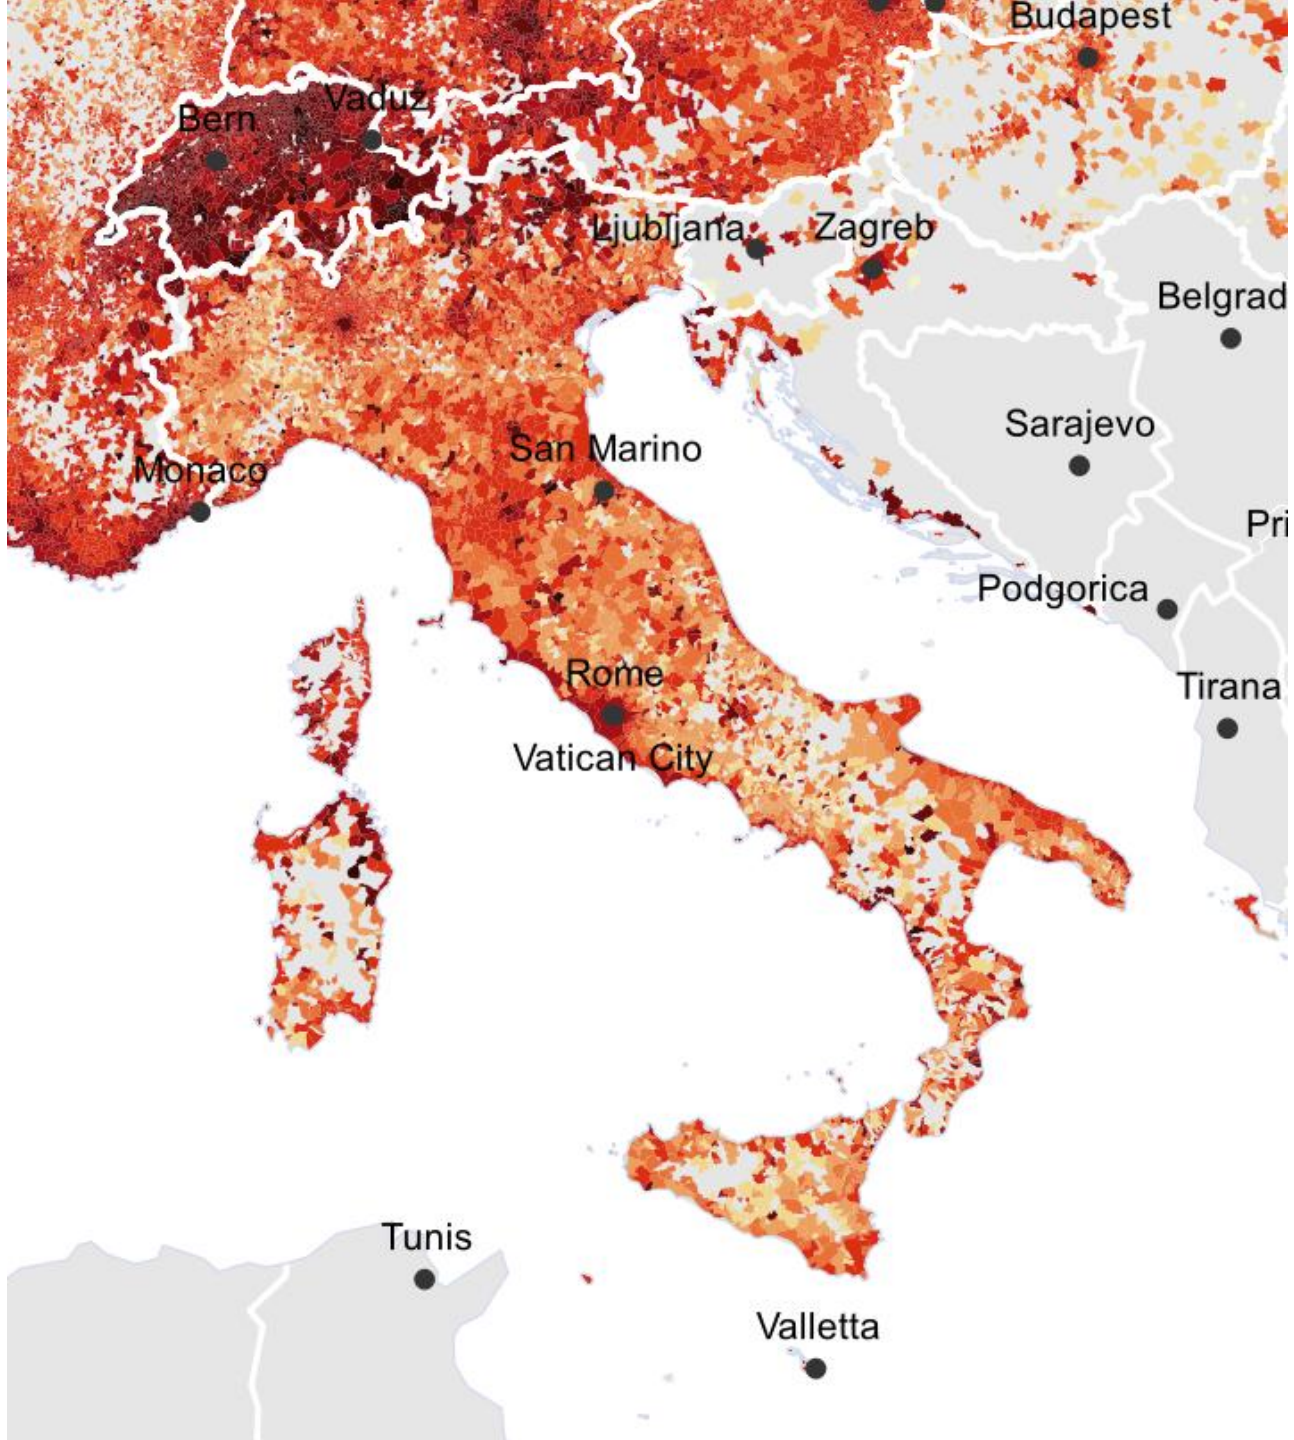 Budapest
Vaduz
Bern
Ljubljana
Zagreb
Belgrad
Sarajevo
San Marino
Monaco
Pri
Podgorica
Rome
Tirana
Vatican City
Tunis
Valletta